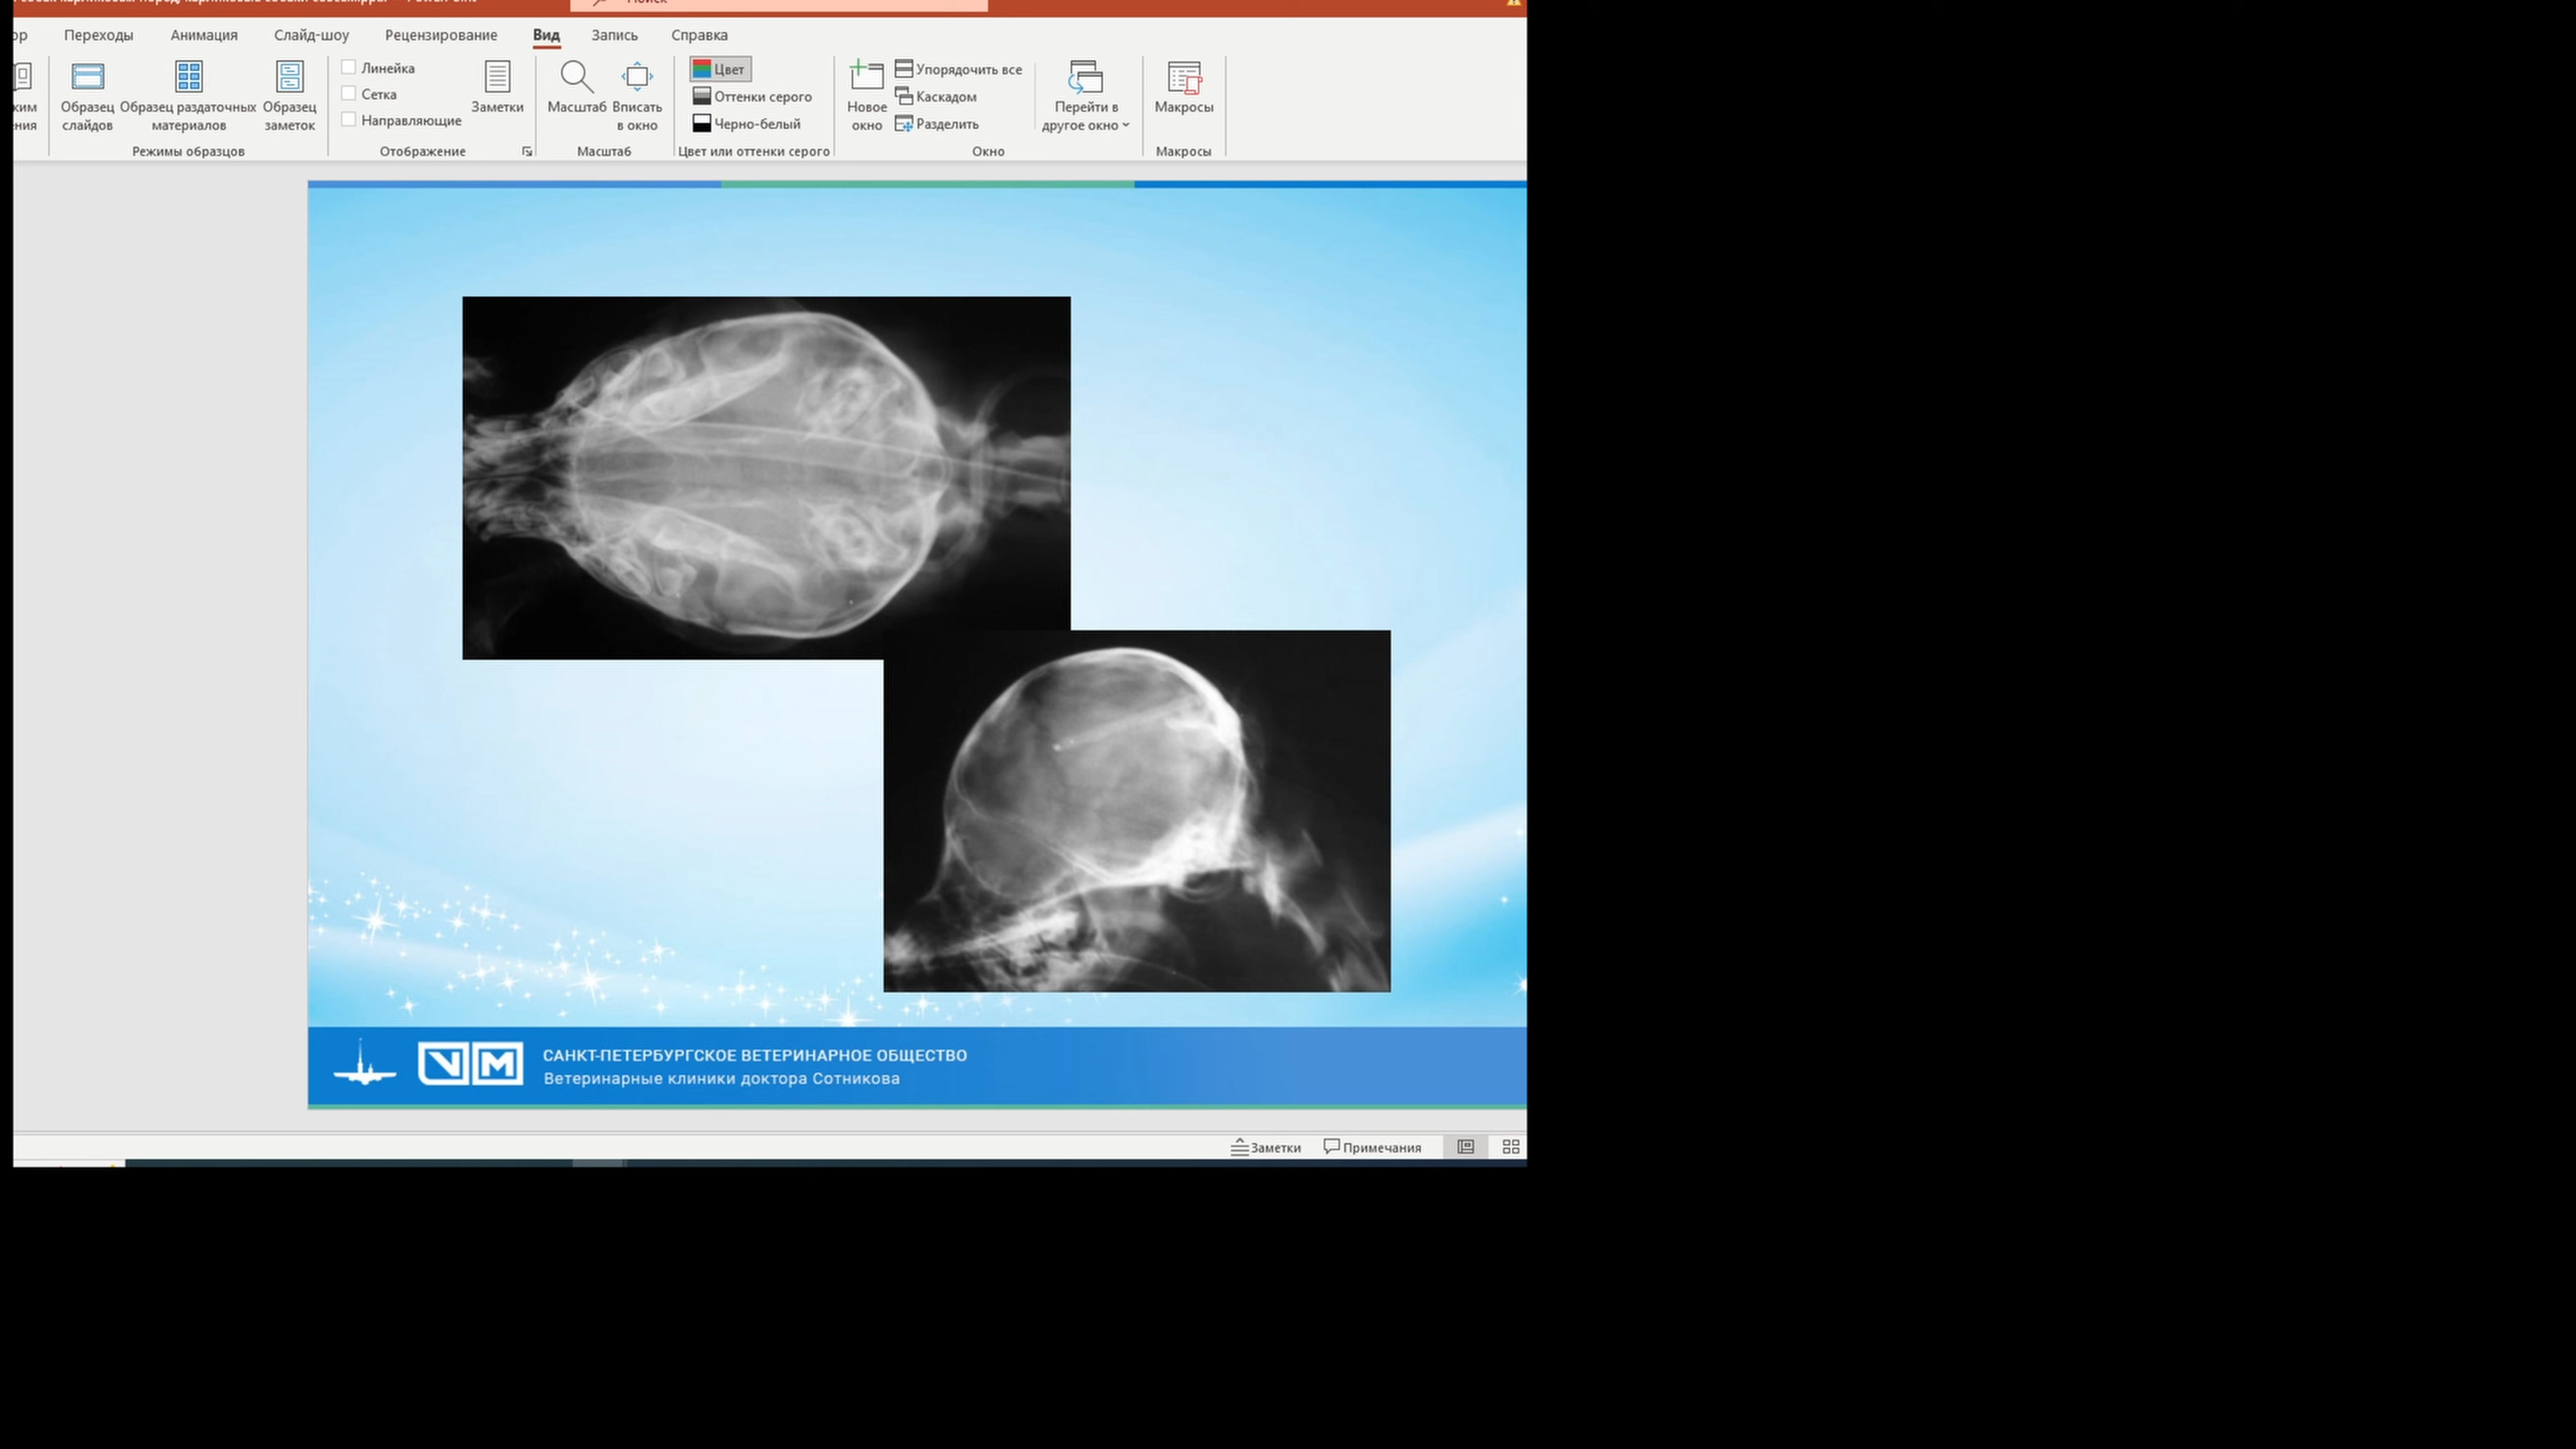 Переходы Анимация Слайд-шоу Рецензирование Вид Запись Справка
Образец слайдов
Образец раздаточных материалов
Образец заметок
Режимы образцов
Линейка
Сетка
Направляющие
Заметки
Отображение
Масштаб
Вписать в окно
Масштаб
Цвет
Оттенки серого
Черно-белый
Цвет или оттенки серого
Новое окно
Упорядочить все
Каскадом
Разделить
Перейти в другое окно
Окно
Макросы
Макросы
VM
САНКТ-ПЕТЕРБУРГСКОЕ ВЕТЕРИНАРНОЕ ОБЩЕСТВО
Ветеринарные клиники доктора Сотникова
Заметки Примечания